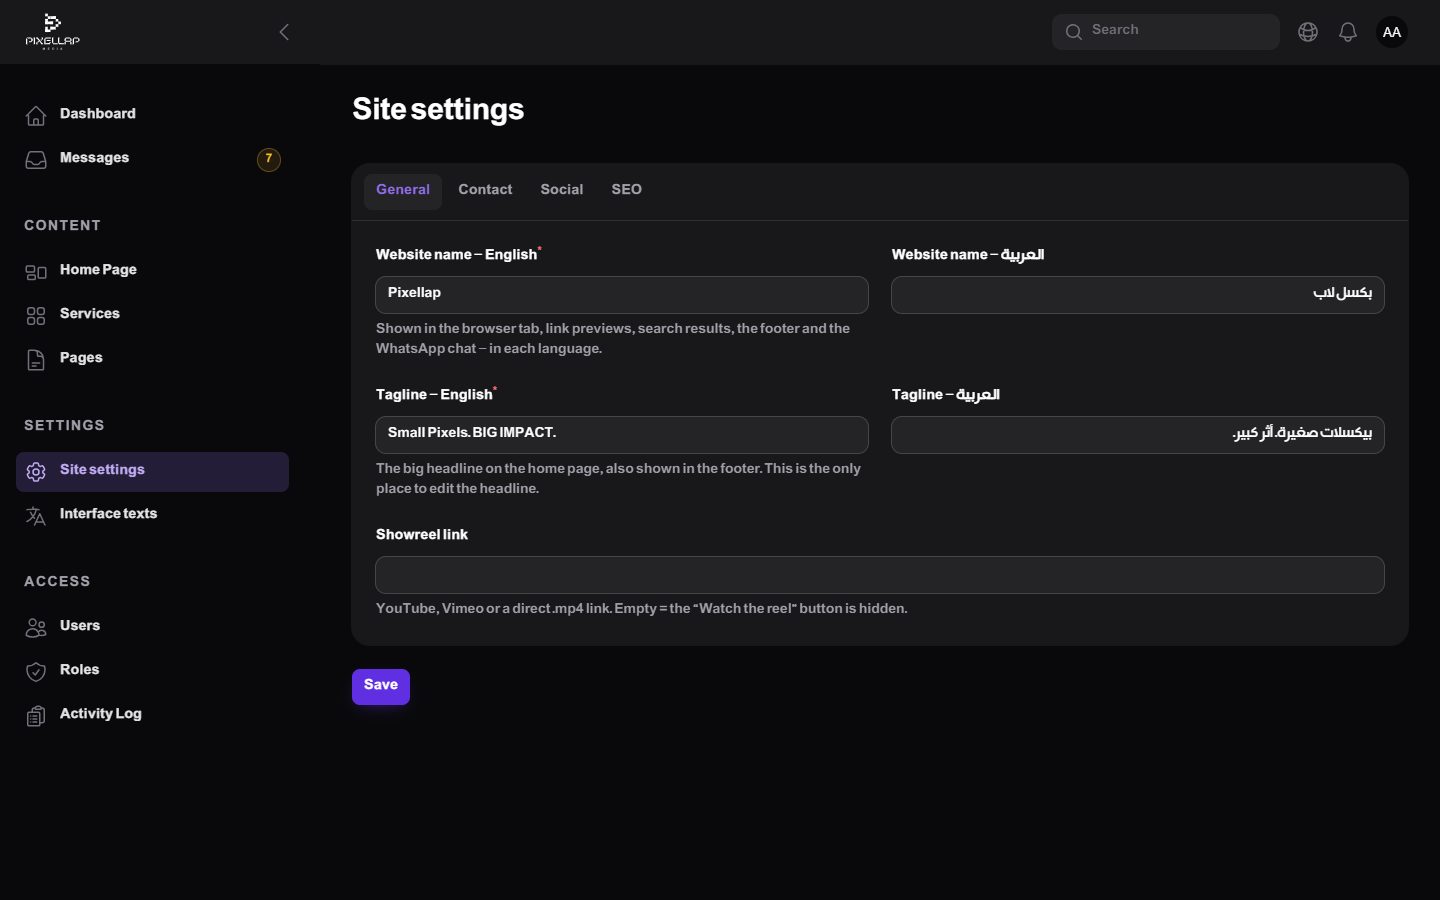 PIXELLAP
MEDIA
Search
AA
Dashboard
Messages
7
CONTENT
Home Page
Services
Pages
SETTINGS
Site settings
Interface texts
ACCESS
Users
Roles
Activity Log
Site settings
General Contact Social SEO
Website name – English*
Pixellap
Shown in the browser tab, link previews, search results, the footer and the
WhatsApp chat – in each language.
Website name – العربية
بكسل لاب
Tagline – English*
Small Pixels. BIG IMPACT.
The big headline on the home page, also shown in the footer. This is the only
place to edit the headline.
Tagline – العربية
بيكسلات صغيرة. أثر كبير.
Showreel link
YouTube, Vimeo or a direct .mp4 link. Empty = the “Watch the reel” button is hidden.
Save